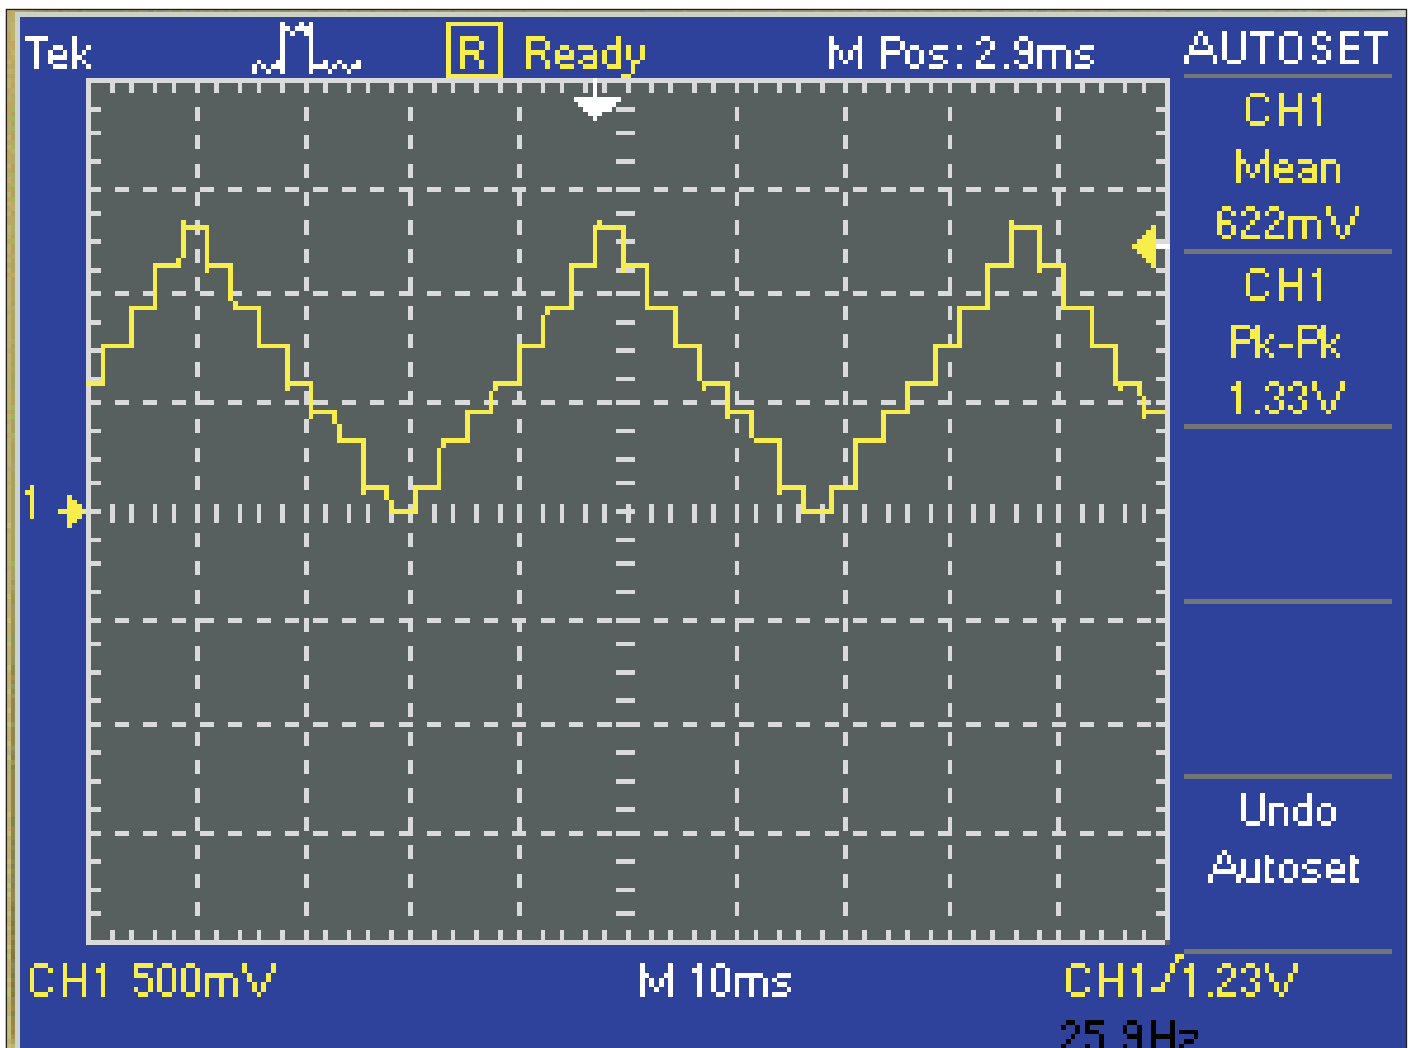 Tek R Ready M Pos: 2.9ms AUTOSET
CH1
Mean
622mV
CH1
Pk-Pk
1.33V
1
Undo
Autoset
CH1 500mV M 10ms CH1 1.23V
25.9Hz